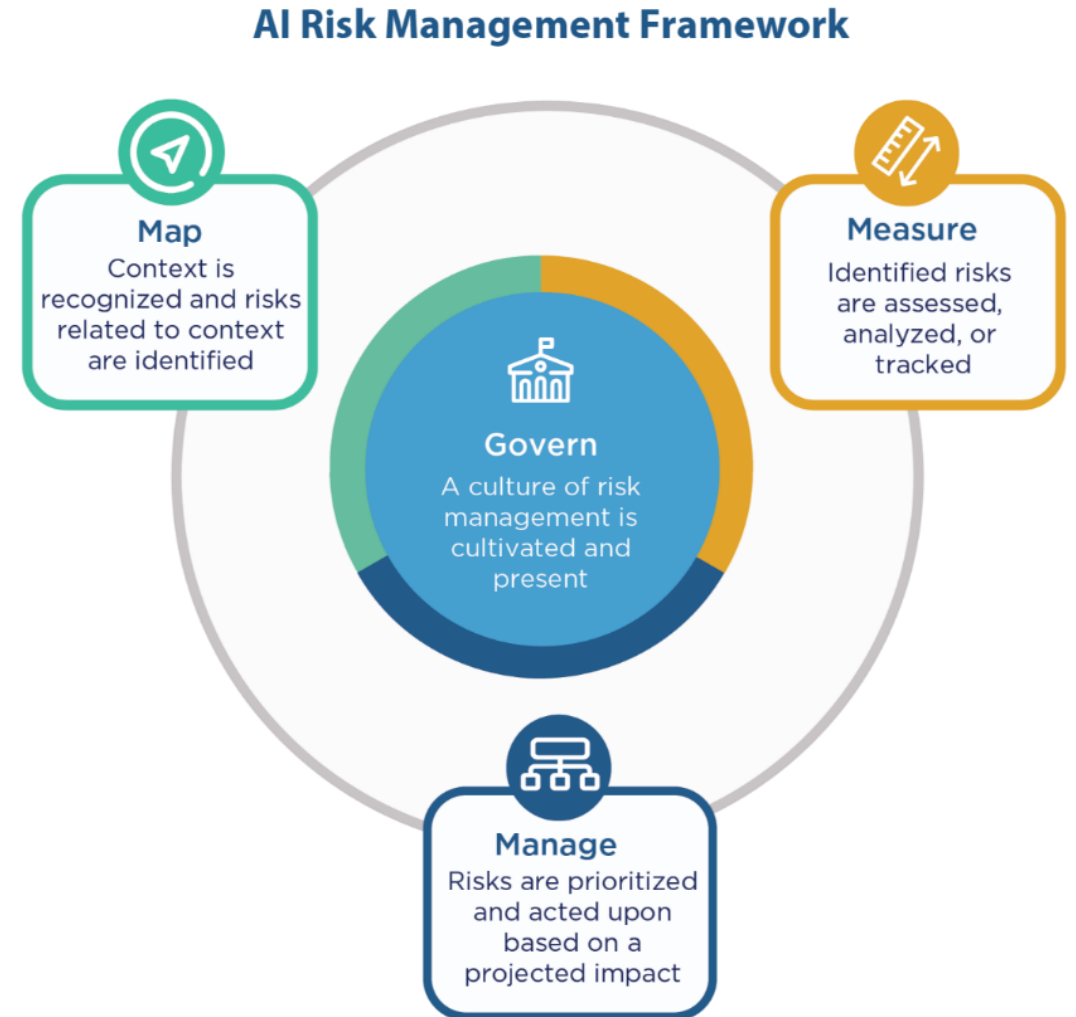 AI Risk Management Framework
Map
Context is
recognized and risks
related to context
are identified
Measure
Identified risks
are assessed,
analyzed, or
tracked
Govern
A culture of risk
management is
cultivated and
present
Manage
Risks are prioritized
and acted upon
based on a
projected impact